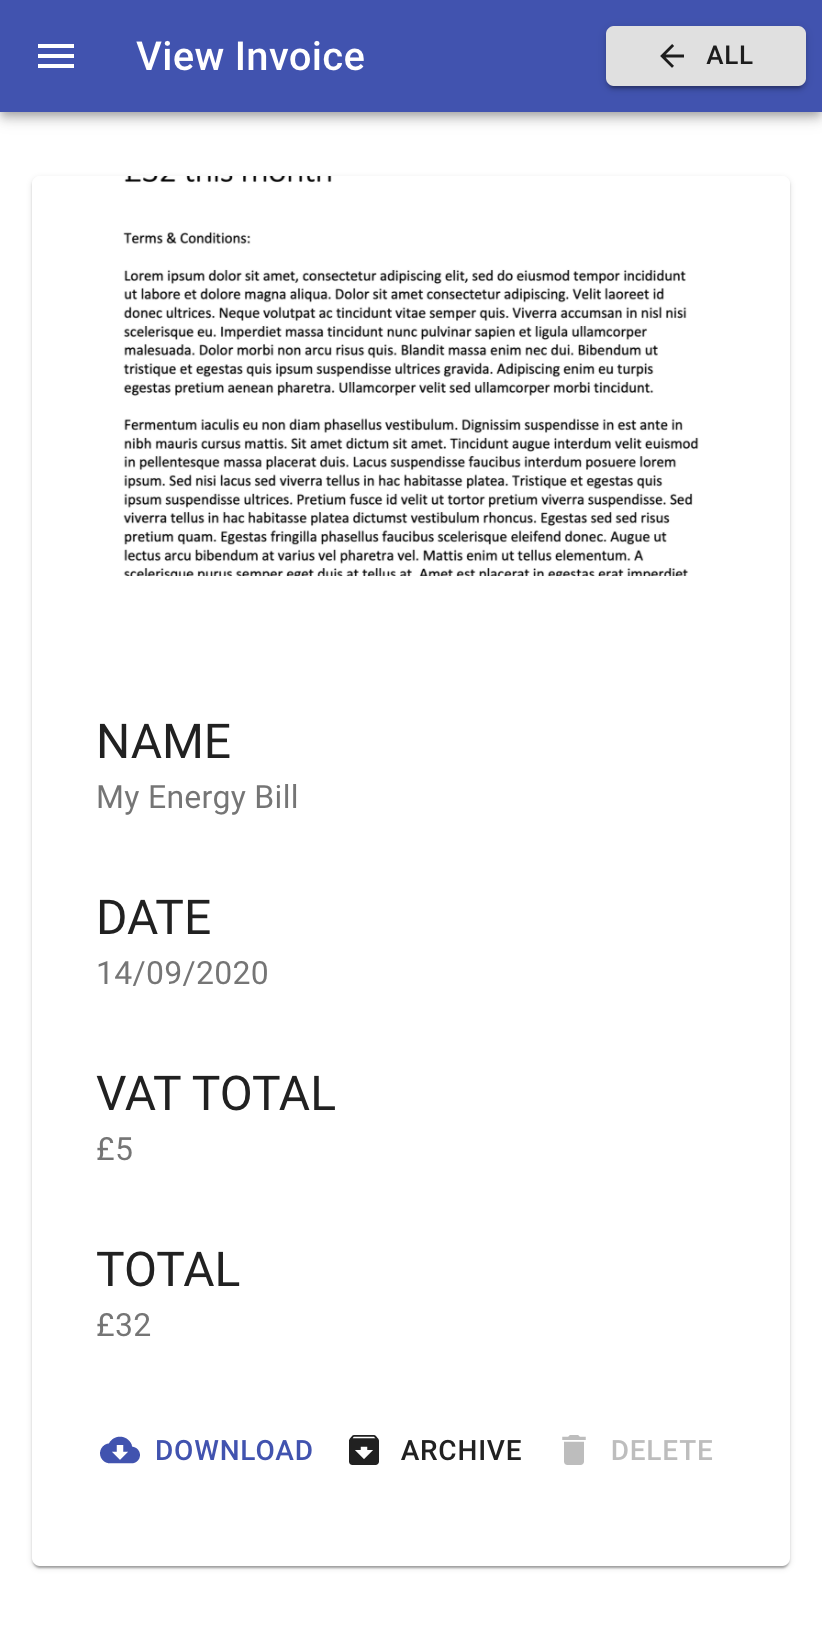 View Invoice
ALL
£32 this month
Terms & Conditions:
Lorem ipsum dolor sit amet, consectetur adipiscing elit, sed do eiusmod tempor incididunt
ut labore et dolore magna aliqua. Dolor sit amet consectetur adipiscing. Velit laoreet id
donec ultrices. Neque volutpat ac tincidunt vitae semper quis. Viverra accumsan in nisl nisi
scelerisque eu. Imperdiet massa tincidunt nunc pulvinar sapien et ligula ullamcorper
malesuada. Dolor morbi non arcu risus quis. Blandit massa enim nec dui. Bibendum ut
tristique et egestas quis ipsum suspendisse ultrices gravida. Adipiscing enim eu turpis
egestas pretium aenean pharetra. Ullamcorper velit sed ullamcorper morbi tincidunt.
Fermentum iaculis eu non diam phasellus vestibulum. Dignissim suspendisse in est ante in
nibh mauris cursus mattis. Sit amet dictum sit amet. Tincidunt augue interdum velit euismod
in pellentesque massa placerat duis. Lacus suspendisse faucibus interdum posuere lorem
ipsum. Sed nisi lacus sed viverra tellus in hac habitasse platea. Tristique et egestas quis
ipsum suspendisse ultrices. Pretium fusce id velit ut tortor pretium viverra suspendisse. Sed
viverra tellus in hac habitasse platea dictumst vestibulum rhoncus. Egestas sed sed risus
pretium quam. Egestas fringilla phasellus faucibus scelerisque eleifend donec. Augue ut
lectus arcu bibendum at varius vel pharetra vel. Mattis enim ut tellus elementum. A
scelerisque purus semper eget duis at tellus at. Amet est placerat in egestas erat imperdiet
NAME
My Energy Bill
DATE
14/09/2020
VAT TOTAL
£5
TOTAL
£32
DOWNLOAD
ARCHIVE
DELETE